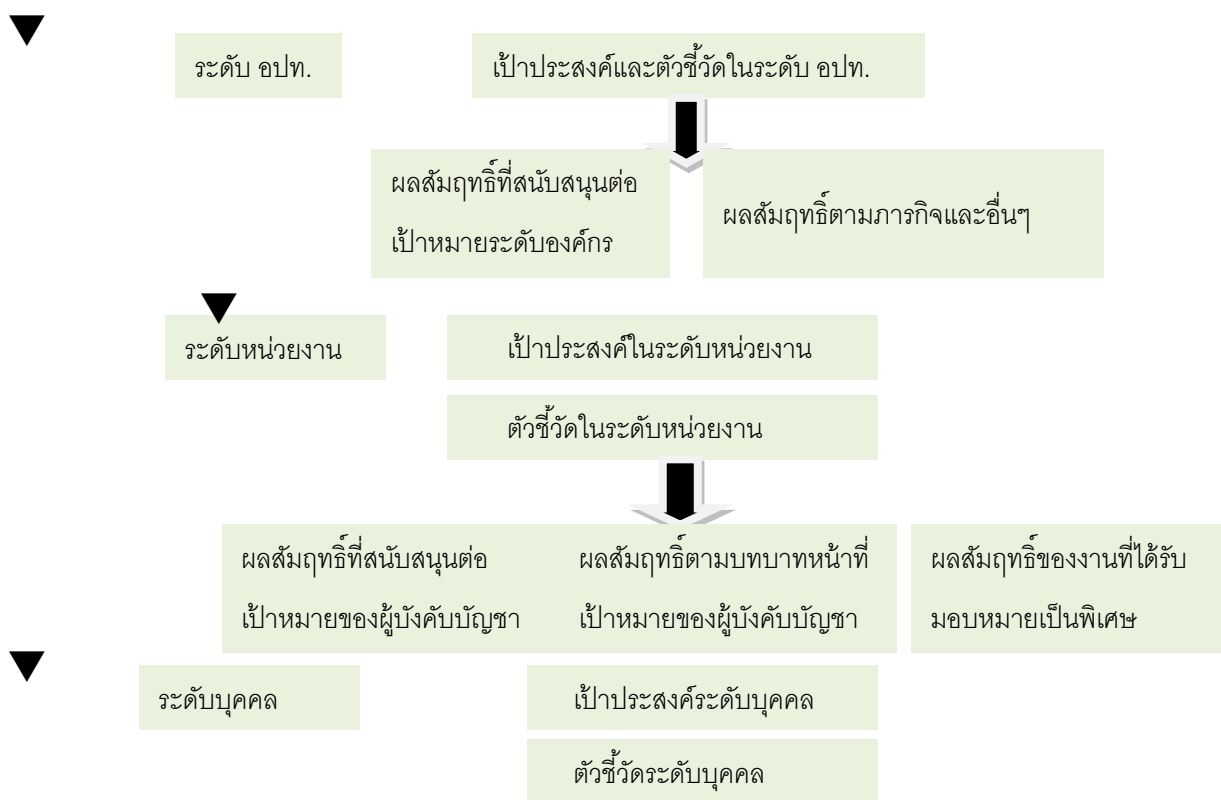 ระดับ อปท.
เป้าประสงค์และตัวชี้วัดในระดับ อปท.
ผลสัมฤทธิ์ที่สนับสนุนต่อ
เป้าหมายระดับองค์กร
ผลสัมฤทธิ์ตามภารกิจและอื่นๆ
ระดับหน่วยงาน
เป้าประสงค์ในระดับหน่วยงาน
ตัวชี้วัดในระดับหน่วยงาน
ผลสัมฤทธิ์ที่สนับสนุนต่อ
เป้าหมายของผู้บังคับบัญชา
ผลสัมฤทธิ์ตามบทบาทหน้าที่
เป้าหมายของผู้บังคับบัญชา
ผลสัมฤทธิ์ของงานที่ได้รับ
มอบหมายเป็นพิเศษ
ระดับบุคคล
เป้าประสงค์ระดับบุคคล
ตัวชี้วัดระดับบุคคล